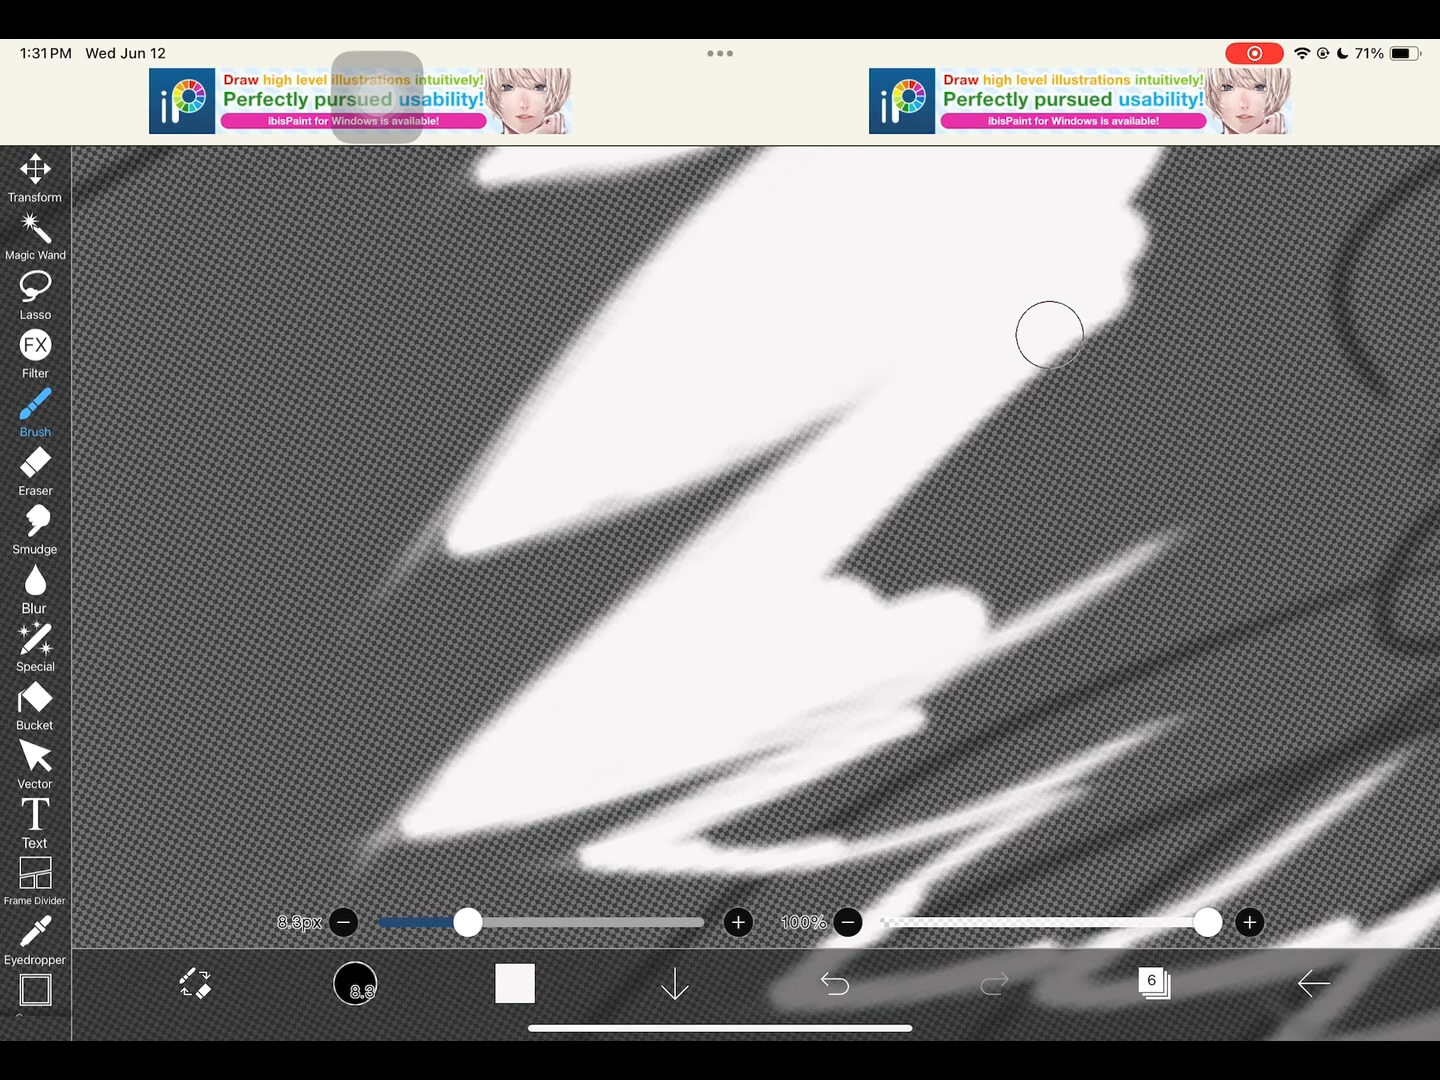 1:31 PM Wed Jun 12
71%
iP
Draw high level illustrations intuitively!
Perfectly pursued usability!
ibisPaint for Windows is available!
iP
Draw high level illustrations intuitively!
Perfectly pursued usability!
ibisPaint for Windows is available!
Transform
Magic Wand
Lasso
FX
Filter
Brush
Eraser
Smudge
Blur
Special
Bucket
Vector
T
Text
Frame Divider
Eyedropper
8.3px
100%
8.3
6